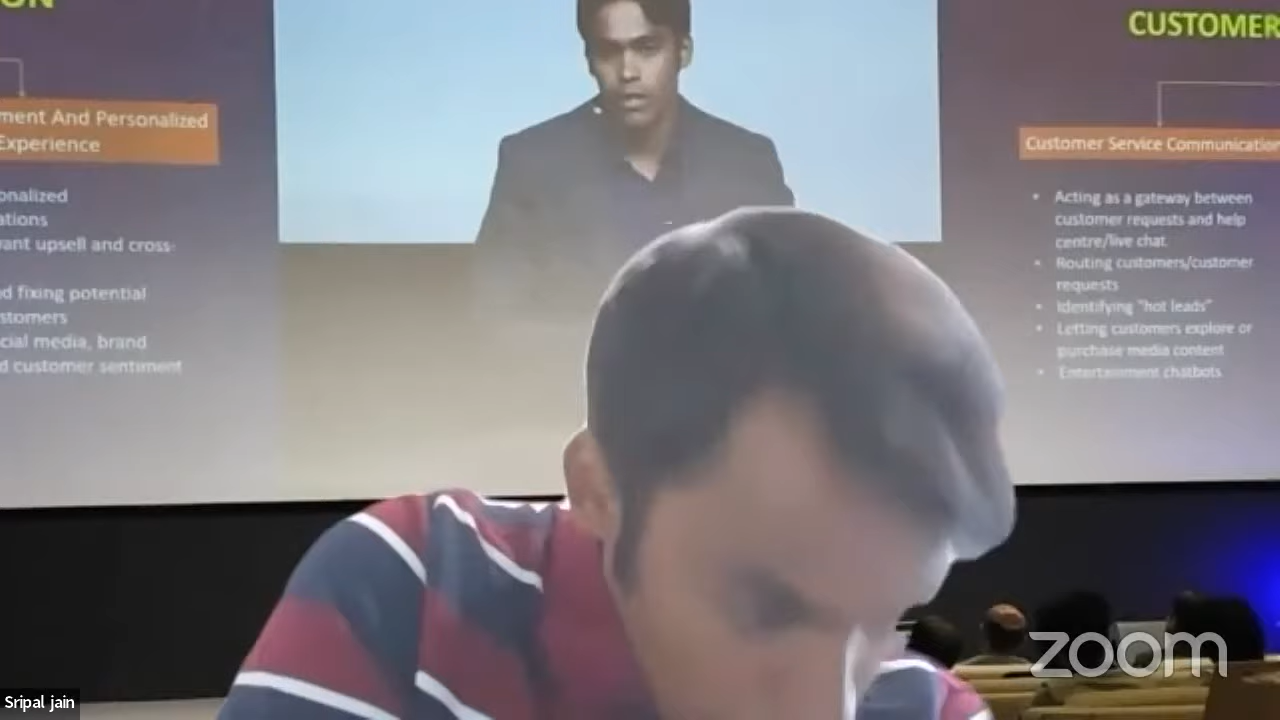 ON
CUSTOMER
ment And Personalized
Experience
onalized
ations
vant upsell and cross-
d fixing potential
stomers
cial media, brand
d customer sentiment
Customer Service Communication
• Acting as a gateway between
customer requests and help
centre/live chat
• Routing customers/customer
requests
• Identifying "hot leads"
• Letting customers explore or
purchase media content
• Entertainment chatbots
zoom
Sripal jain